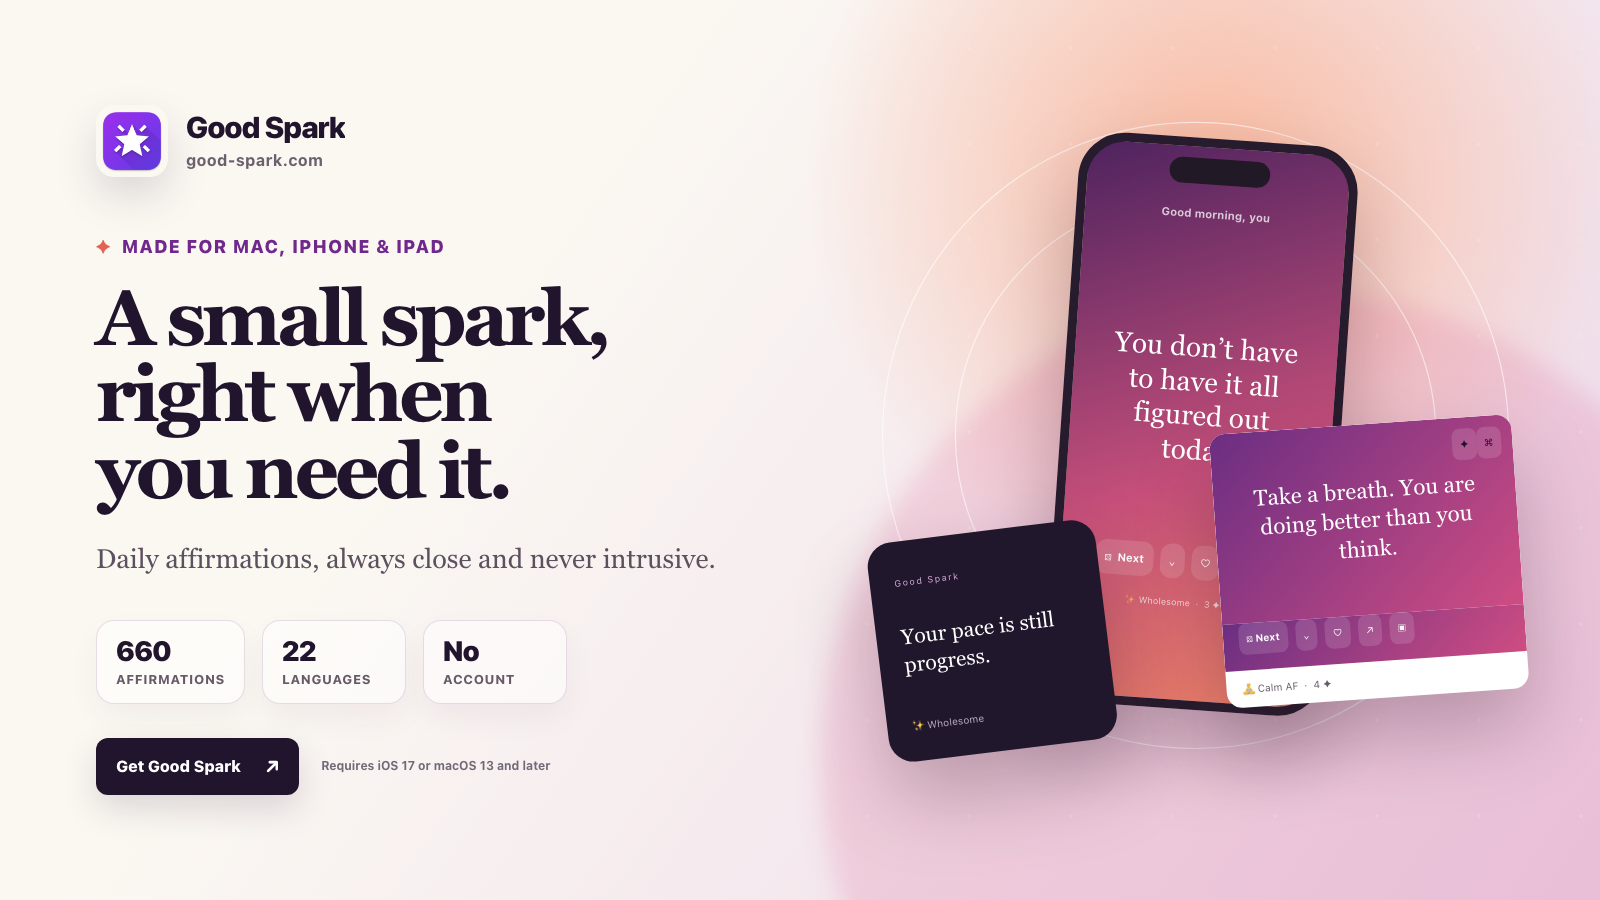 Good Spark
good-spark.com
MADE FOR MAC, IPHONE & IPAD
A small spark,
right when
you need it.
Daily affirmations, always close and never intrusive.
660
AFFIRMATIONS
22
LANGUAGES
No
ACCOUNT
Get Good Spark
Requires iOS 17 or macOS 13 and later
Good morning, you
You don’t have
to have it all
figured out
Next
Wholesome · 3
Good Spark
Your pace is still
progress.
Wholesome
Take a breath. You are
doing better than you
think.
Next
Calm AF · 4